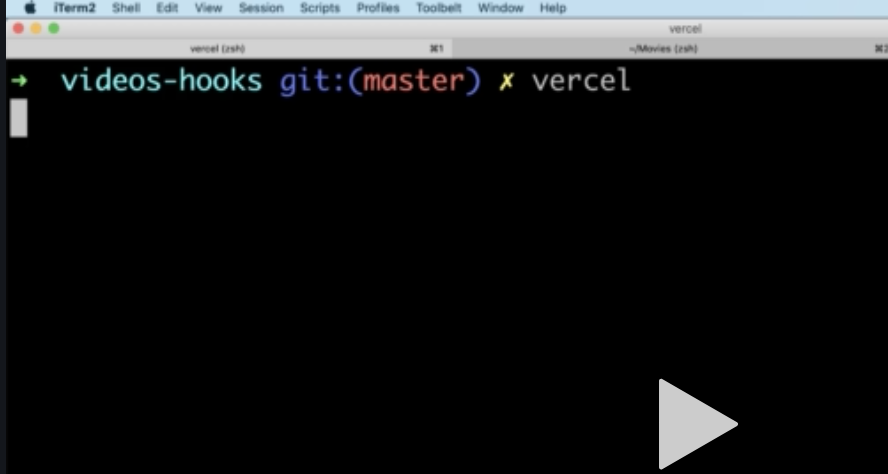 iTerm2 Shell Edit View Session Scripts Profiles Toolbelt Window Help
vercel
vercel (zsh) ⌘1 ~/Movies (zsh) ⌘2
➜ videos-hooks git:(master) ✗ vercel